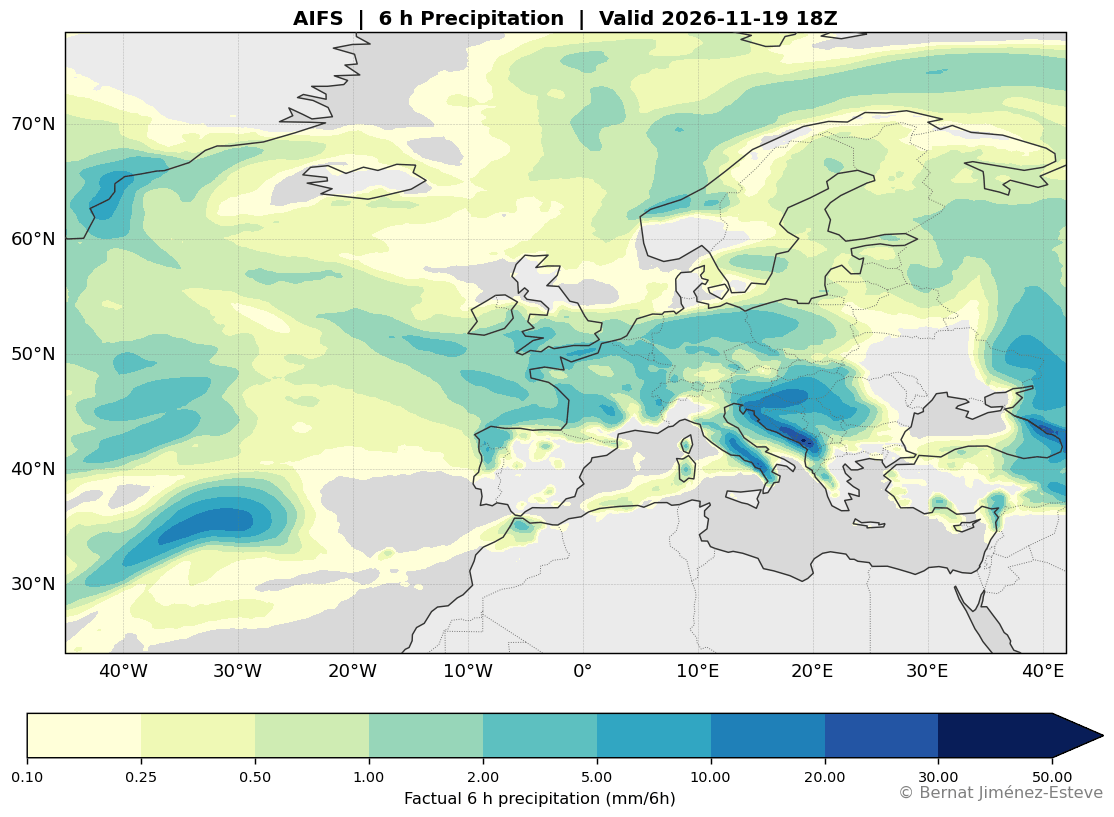 AIFS | 6 h Precipitation | Valid 2026-11-19 18Z
70°N
60°N
50°N
40°N
30°N
40°W 30°W 20°W 10°W 0° 10°E 20°E 30°E 40°E
0.10 0.25 0.50 1.00 2.00 5.00 10.00 20.00 30.00 50.00
Factual 6 h precipitation (mm/6h)
© Bernat Jiménez-Esteve